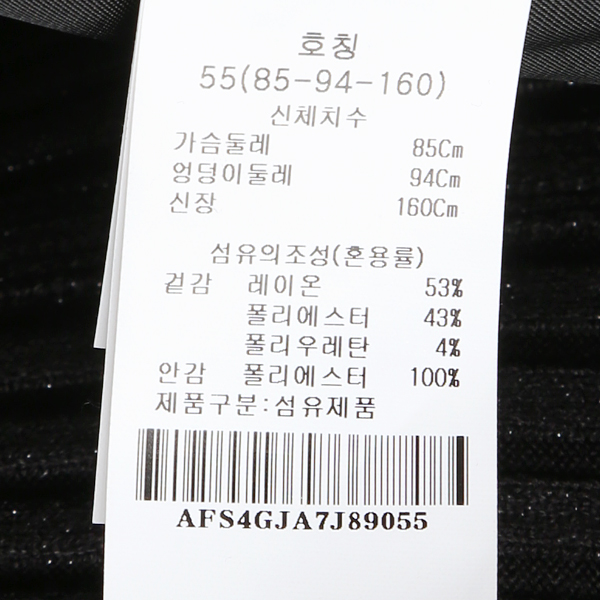 호칭
55(85-94-160)
신체치수
가슴둘레 85Cm
엉덩이둘레 94Cm
신장 160Cm
섬유의조성(혼용률)
겉감 레이온 53%
폴리에스터 43%
폴리우레탄 4%
안감 폴리에스터 100%
제품구분:섬유제품
AFS4GJA7J89055